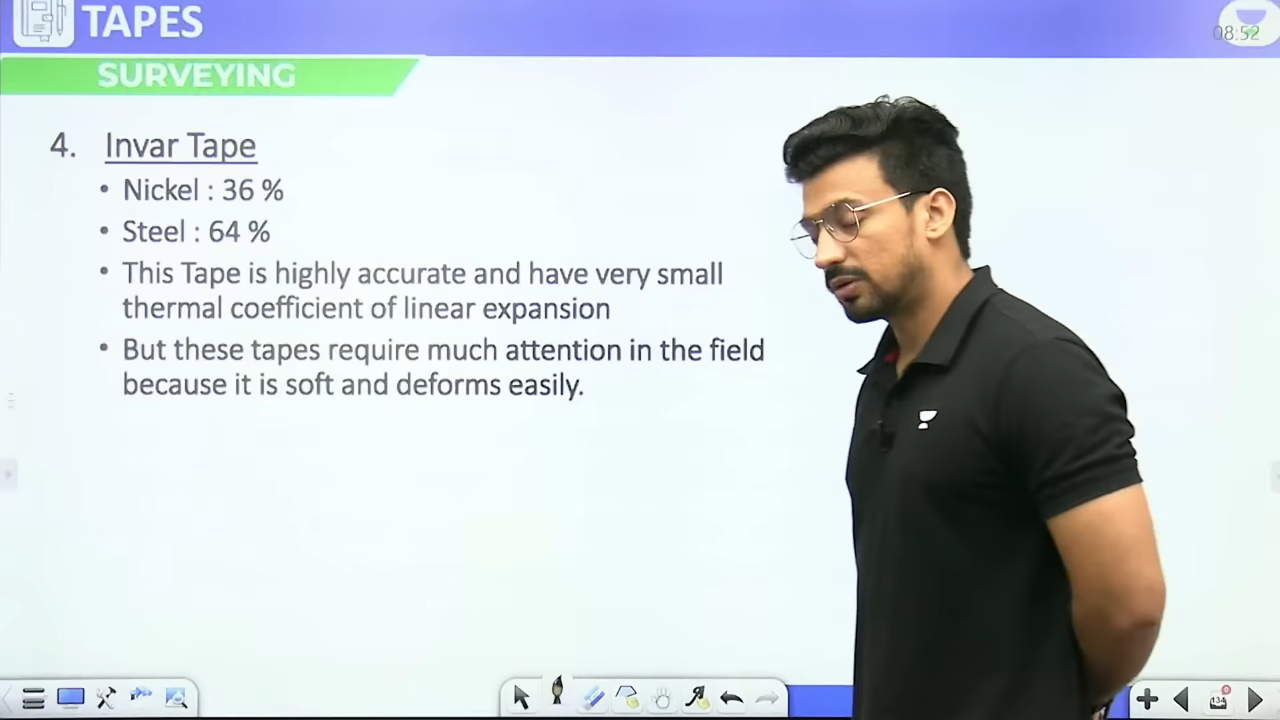 TAPES
08:52
SURVEYING
4. Invar Tape
• Nickel : 36 %
• Steel : 64 %
• This Tape is highly accurate and have very small
thermal coefficient of linear expansion
• But these tapes require much attention in the field
because it is soft and deforms easily.